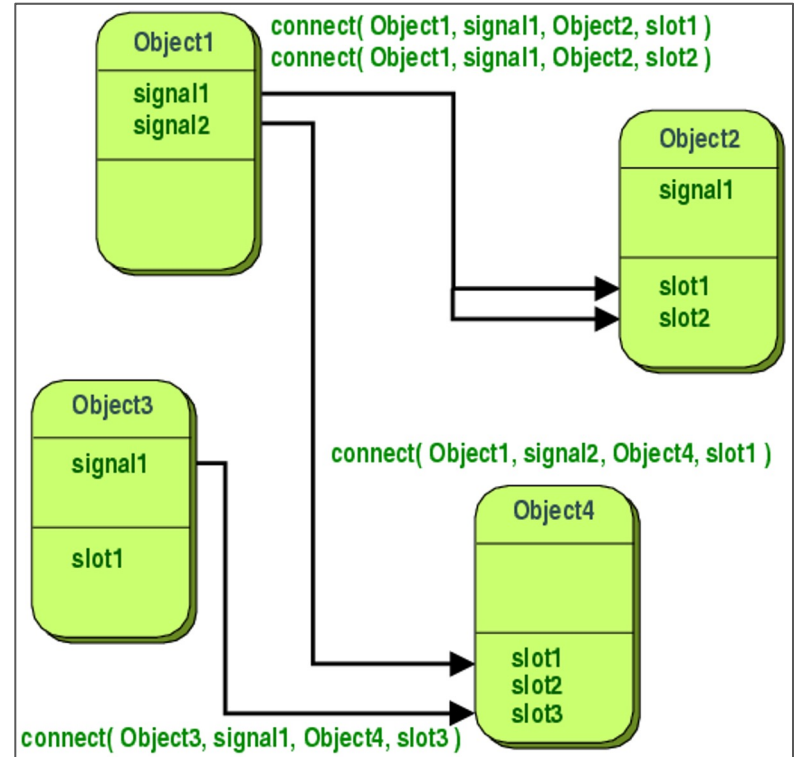 Object1
connect( Object1, signal1, Object2, slot1 )
connect( Object1, signal1, Object2, slot2 )
signal1
signal2
Object2
signal1
slot1
slot2
Object3
signal1
slot1
connect( Object1, signal2, Object4, slot1 )
Object4
slot1
slot2
slot3
connect( Object3, signal1, Object4, slot3 )